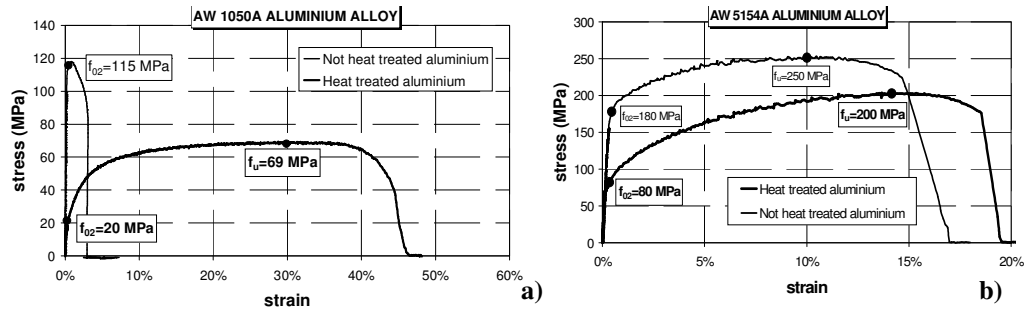 AW 1050A ALUMINIUM ALLOY
140
120
100
80
60
40
20
0
stress (MPa)
f02=115 MPa
Not heat treated aluminium
Heat treated aluminium
fu=69 MPa
f02=20 MPa
0% 10% 20% 30% 40% 50% 60%
strain
a)
AW 5154A ALUMINIUM ALLOY
300
250
200
150
100
50
0
stress (MPa)
fu=250 MPa
f02=180 MPa
fu=200 MPa
f02=80 MPa
Heat treated aluminium
Not heat treated aluminium
0% 5% 10% 15% 20%
strain
b)